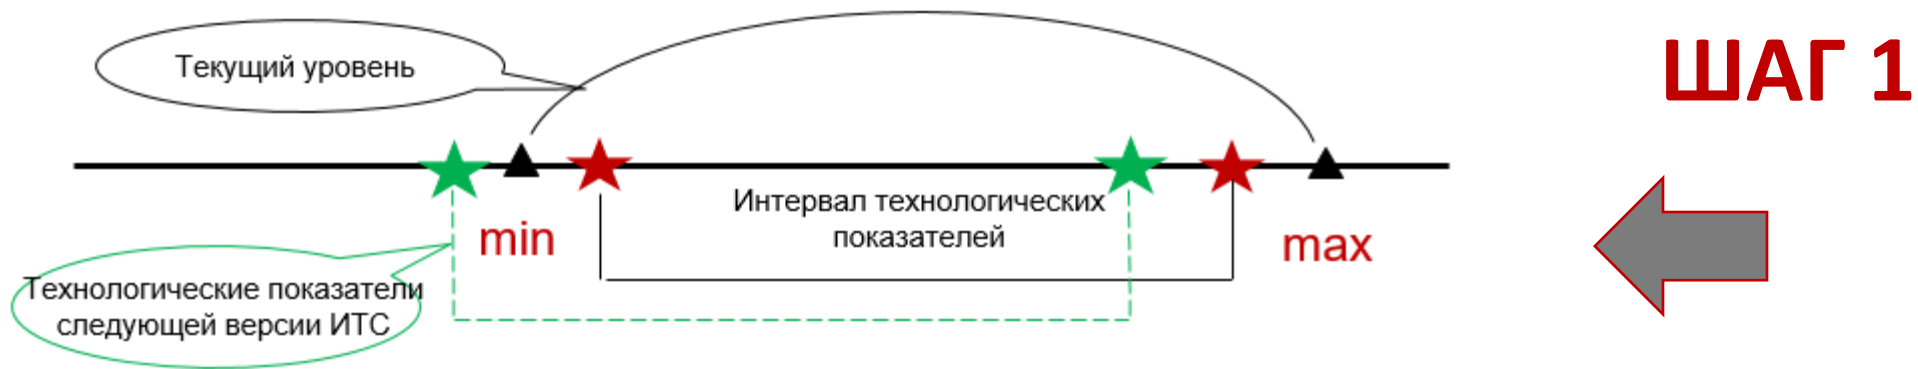 Текущий уровень
ШАГ 1
Интервал технологических
показателей
min
max
Технологические показатели
следующей версии ИТС